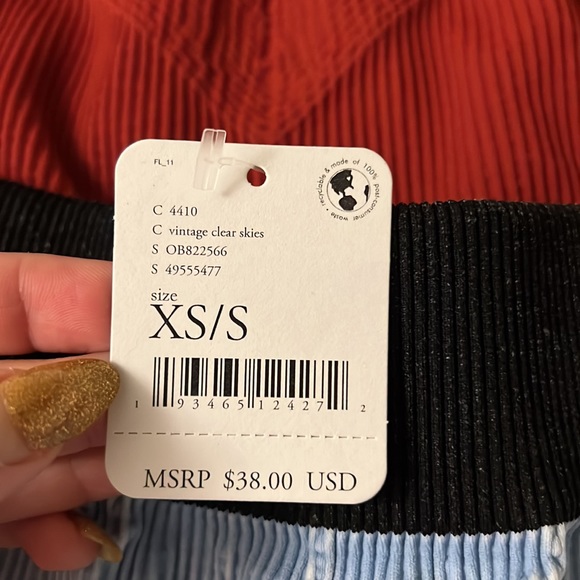 FL_11
recyclable & made of 100% post-consumer waste •
C 4410
C vintage clear skies
S OB822566
S 49555477
size
XS/S
1 93465 12427 2
MSRP $38.00 USD